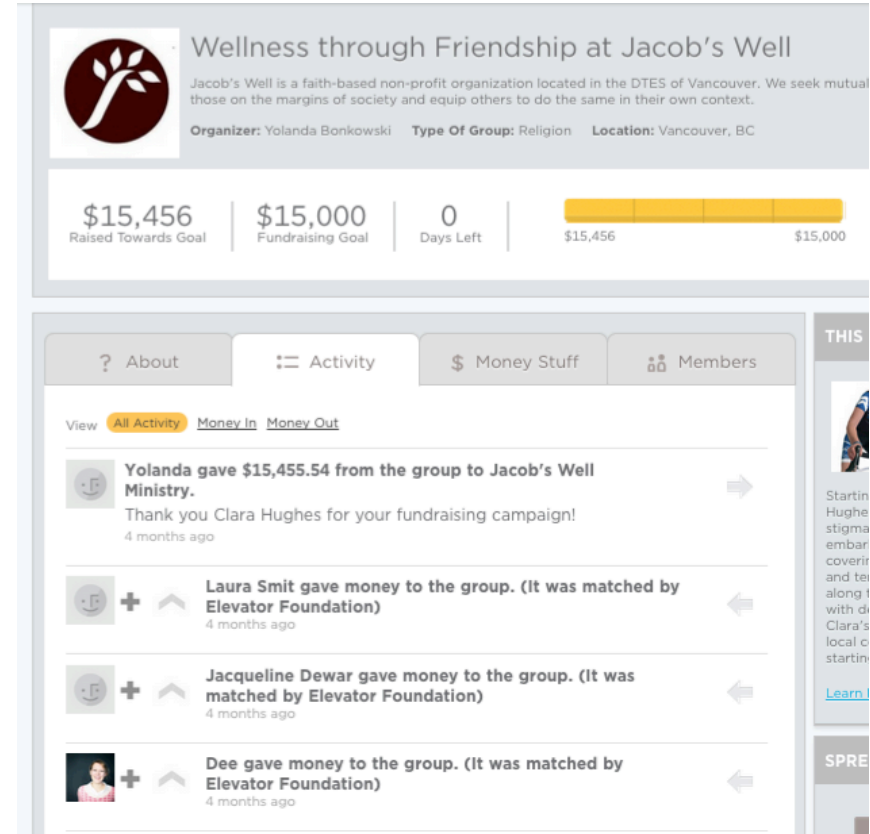 Wellness through Friendship at Jacob's Well
Jacob's Well is a faith-based non-profit organization located in the DTES of Vancouver. We seek mutual
those on the margins of society and equip others to do the same in their own context.
Organizer: Yolanda Bonkowski Type Of Group: Religion Location: Vancouver, BC
$15,456 $15,000 0
Raised Towards Goal Fundraising Goal Days Left
$15,456 $15,000
? About Activity $ Money Stuff Members
View All Activity Money In Money Out
Yolanda gave $15,455.54 from the group to Jacob's Well
Ministry.
Thank you Clara Hughes for your fundraising campaign!
4 months ago
Laura Smit gave money to the group. (It was matched by
Elevator Foundation)
4 months ago
Jacqueline Dewar gave money to the group. (It was
matched by Elevator Foundation)
4 months ago
Dee gave money to the group. (It was matched by
Elevator Foundation)
4 months ago
THIS
Startin
Hughe
stigma
embar
coverin
and te
along t
with de
Clara's
local c
startin
Learn
SPRE